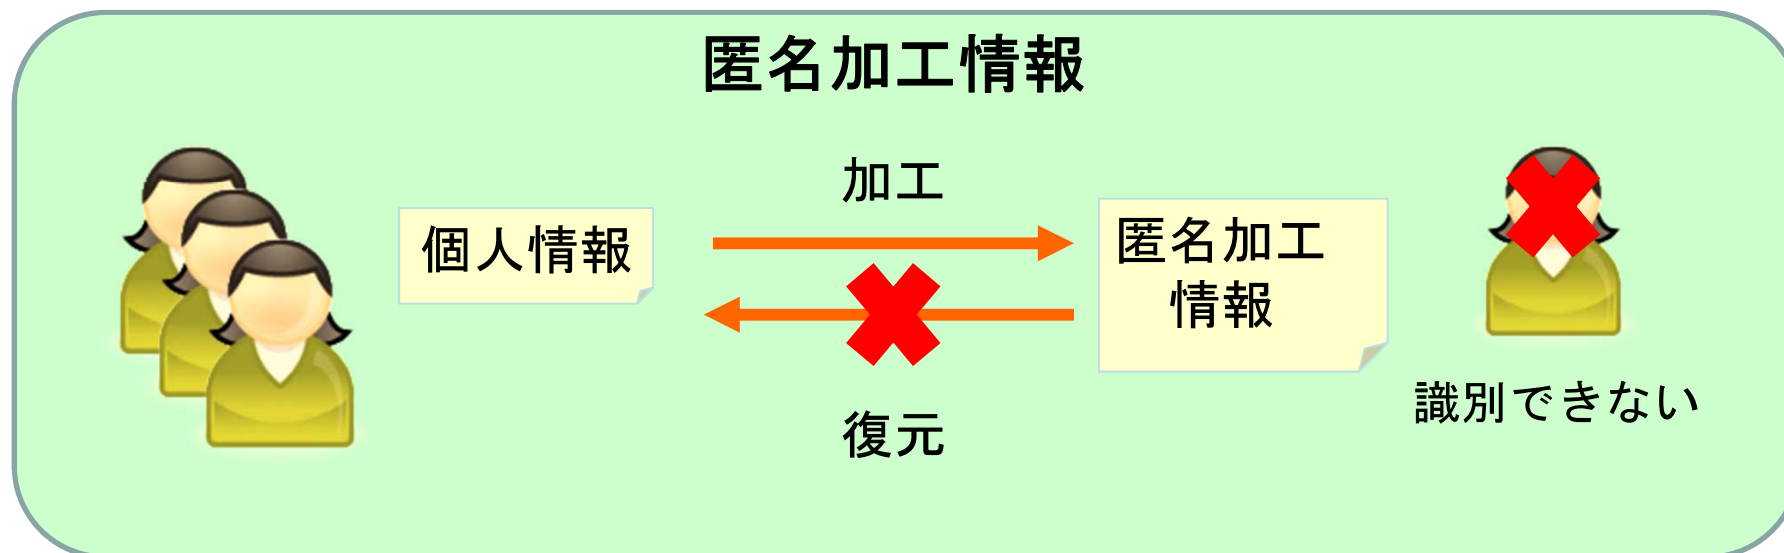 匿名加工情報
加工
個人情報
匿名加工
情報
復元
識別できない